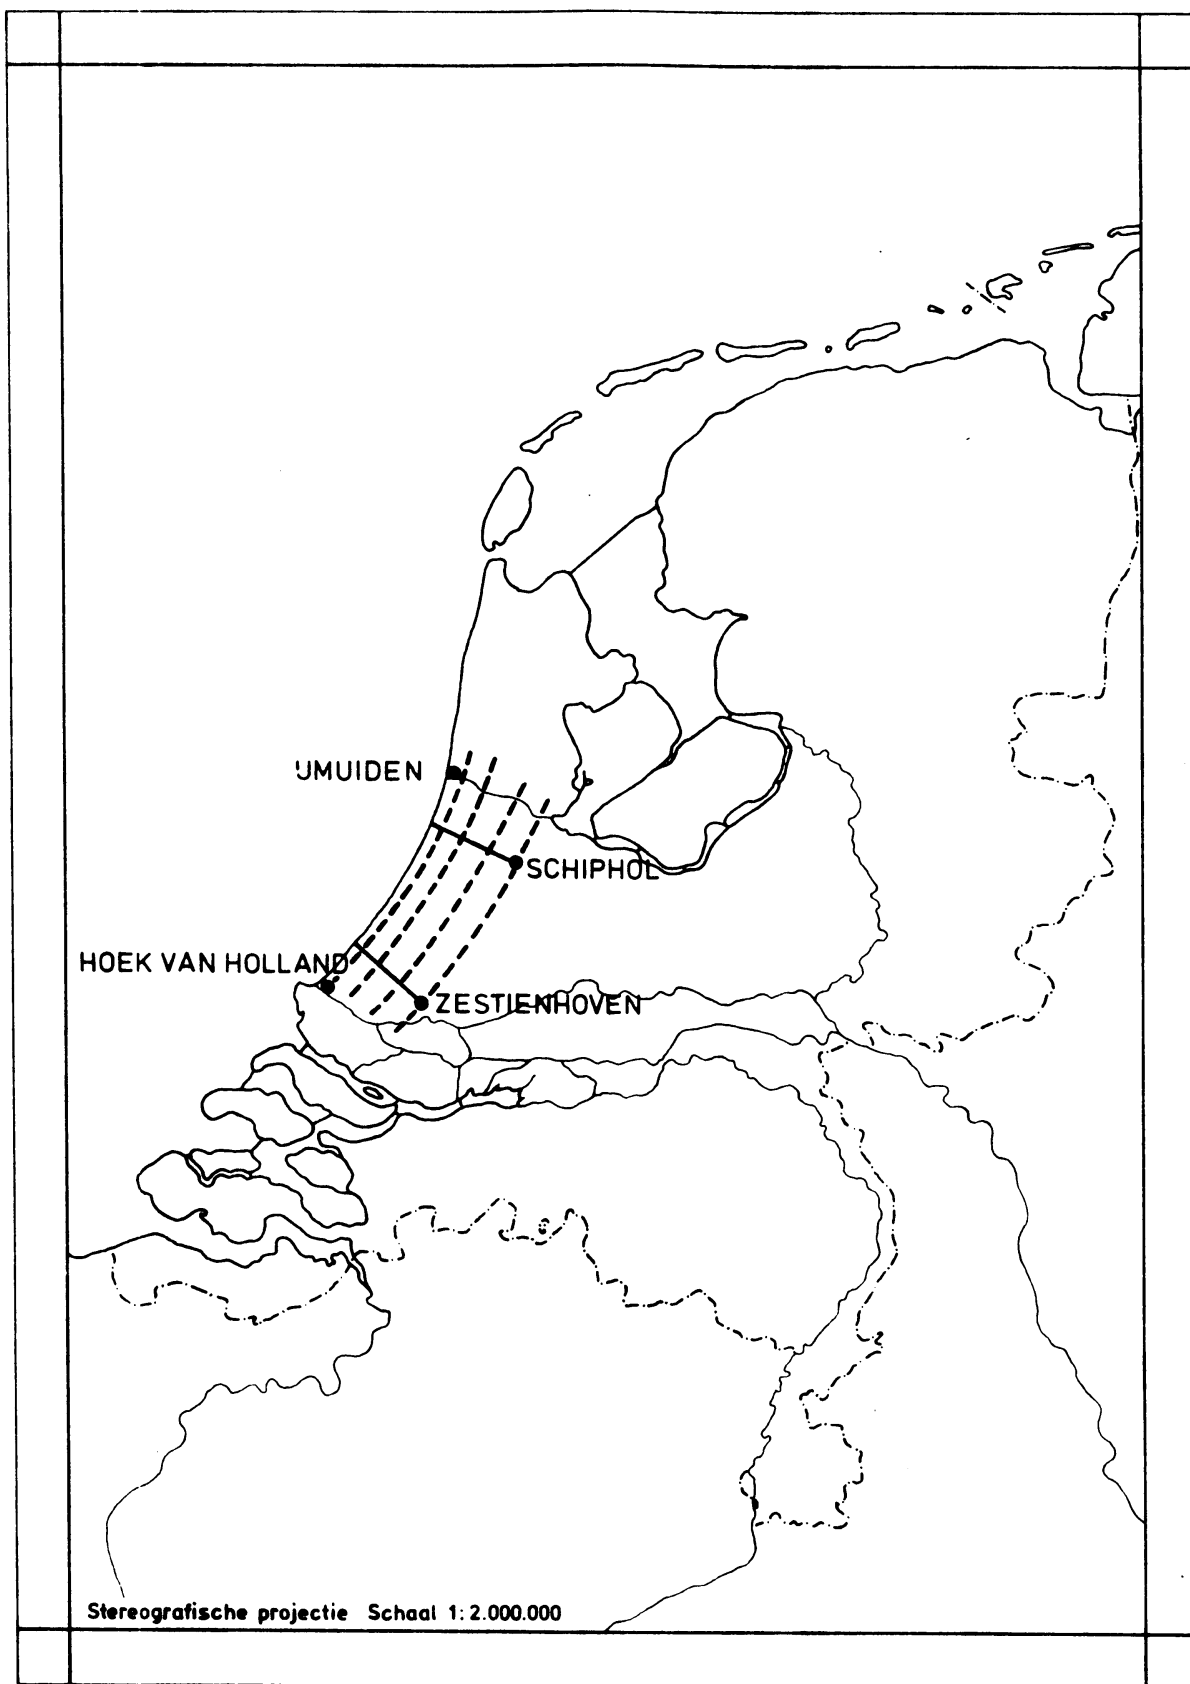 IJMUIDEN
SCHIPHOL
HOEK VAN HOLLAND
ZESTIENHOVEN
Stereografische projectie Schaal 1:2.000.000